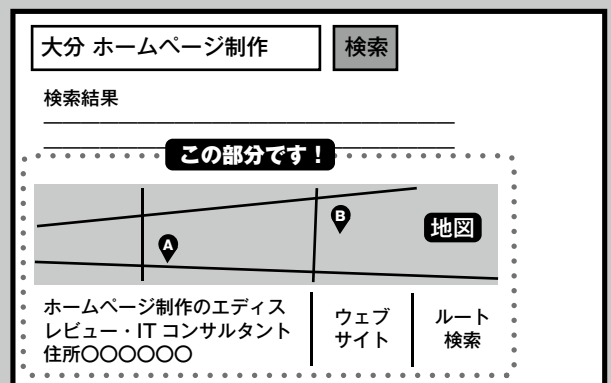 大分 ホームページ制作
検索
検索結果
この部分です！
A
B
地図
ホームページ制作のエディス
レビュー・ITコンサルタント
住所〇〇〇〇〇〇
ウェブ
サイト
ルート
検索